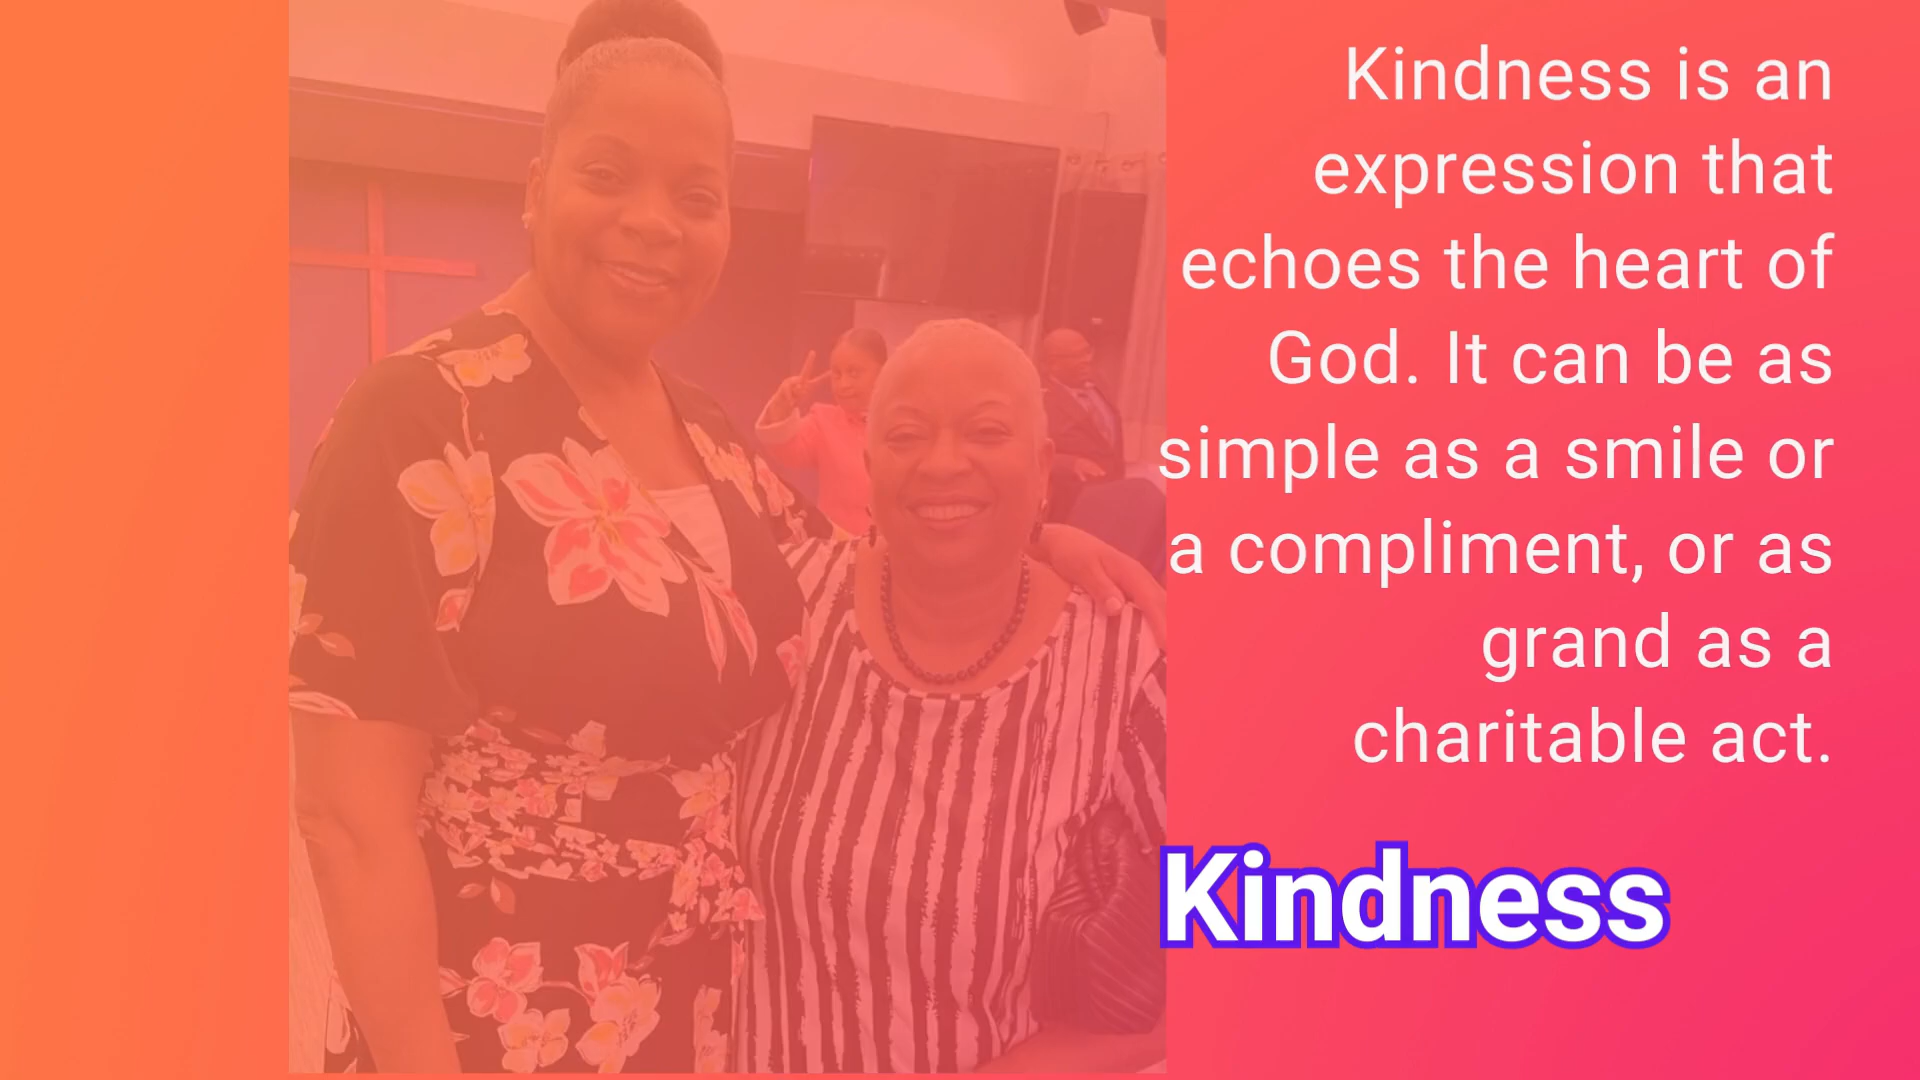 Kindness is an
expression that
echoes the heart of
God. It can be as
simple as a smile or
a compliment, or as
grand as a
charitable act.
Kindness